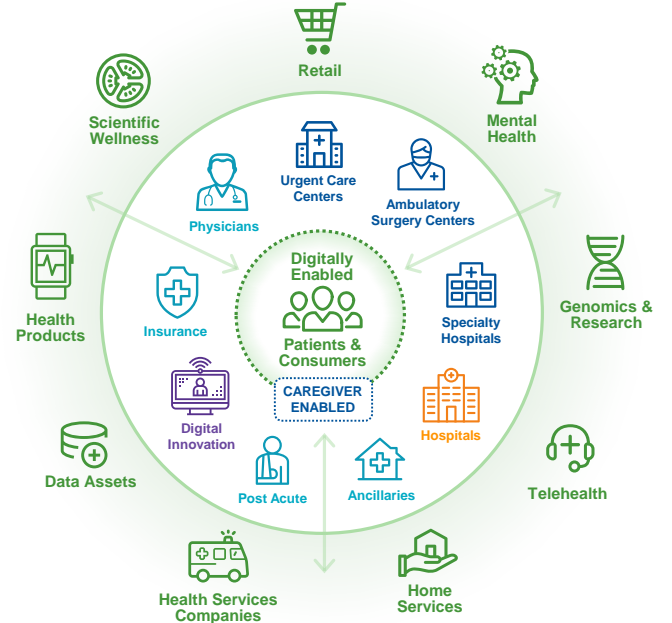 Retail
Scientific
Wellness
Mental
Health
Urgent Care
Centers
Ambulatory
Surgery Centers
Physicians
Digitally
Enabled
Patients &
Consumers
CAREGIVER
ENABLED
Health
Products
Insurance
Specialty
Hospitals
Genomics &
Research
Digital
Innovation
Hospitals
Data Assets
Post Acute
Ancillaries
Telehealth
Health Services
Companies
Home
Services